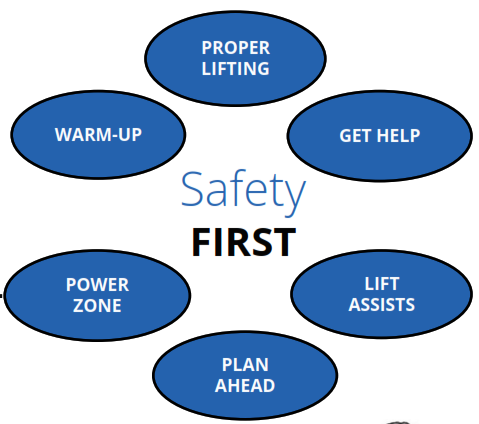 PROPER
LIFTING
WARM-UP
GET HELP
Safety
FIRST
POWER
ZONE
LIFT
ASSISTS
PLAN
AHEAD